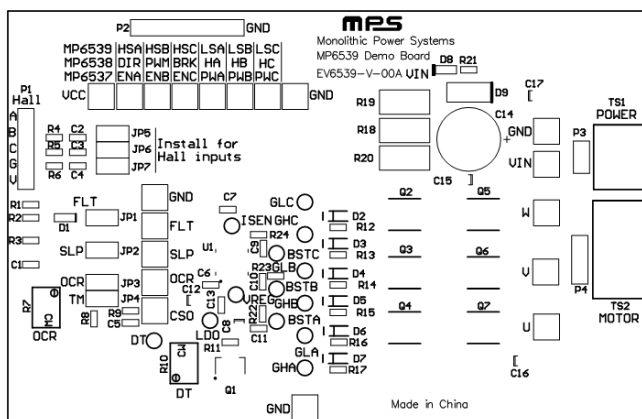 P2 GND
mps
Monolithic Power Systems
MP6539 Demo Board
EV6539-V-00A
MP6539 HSA HSB HSC LSA LSB LSC
MP6538 DIR PWM BRK HA HB HC
MP6537 ENA ENB ENC PWA PWB PWC
VIN D8 R21
P1
Hall
VCC GND
R19 D9 C17
C14
TS1
POWER
A
B
C
G
V
R4 C2 JP5
R5 C3 JP6
R6 C4 JP7
Install for
Hall inputs
R18
R20
+
GND
VIN
P3
C15
R1
R2
R3
C1
FLT
D1 JP1
SLP JP2
OCR JP3
TM JP4
GND
FLT
SLP
OCR
CSO
C7
ISEN
GLC
GHC
R24
U1
C9
BSTC
R23
GLB
C6
C12
C10
BSTB
C13
VREG
GHB
R22
BSTA
LDO
C8
C11
R11
GLA
GHA
D2
R12
D3
R13
D4
R14
D5
R15
D6
R16
D7
R17
Q2 Q5
Q3 Q6
Q4 Q7
W
V
U
P4
TS2
MOTOR
R7
CW
OCR
R8
R9
C5
DT
R10
CW
DT
Q1
C16
GND
Made in China